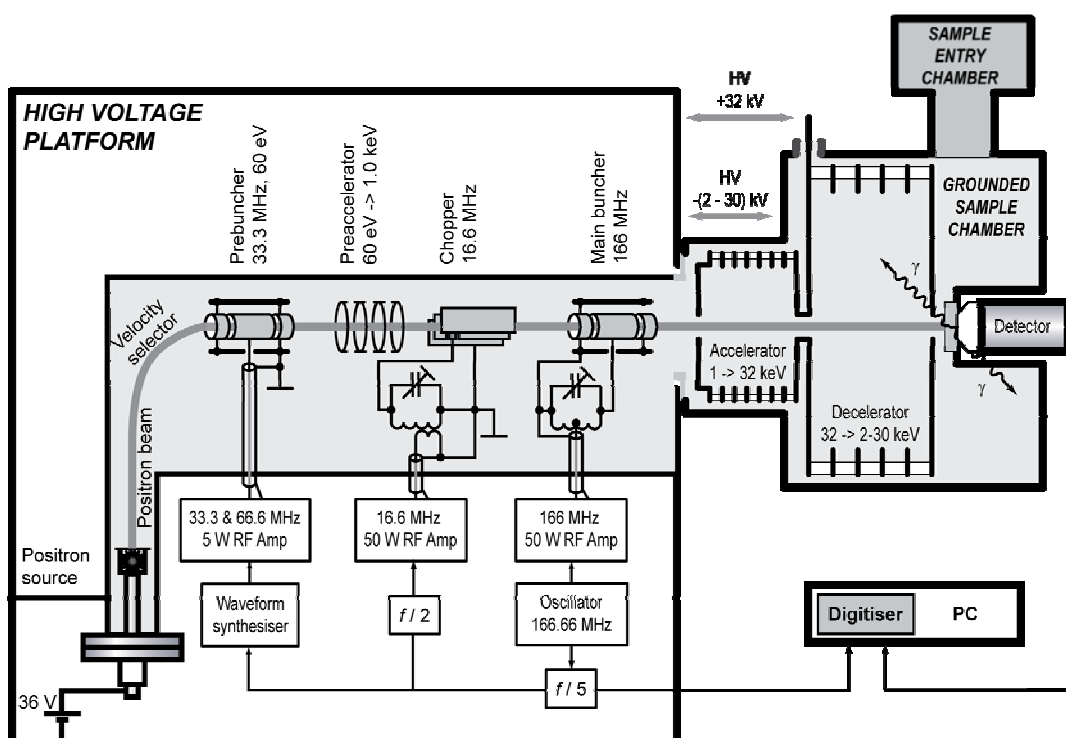 HIGH VOLTAGE
PLATFORM
Prebuncher
33.3 MHz, 60 eV
Preaccelerator
60 eV -> 1.0 keV
Chopper
16.6 MHz
Main buncher
166 MHz
HV
+32 kV
HV
-(2 - 30) kV
SAMPLE
ENTRY
CHAMBER
GROUNDED
SAMPLE
CHAMBER
γ
Detector
γ
Accelerator
1 -> 32 keV
Decelerator
32 -> 2-30 keV
Velocity
selector
Positron beam
Positron
source
36 V
33.3 & 66.6 MHz
5 W RF Amp
16.6 MHz
50 W RF Amp
166 MHz
50 W RF Amp
Waveform
synthesiser
f / 2
Oscillator
166.66 MHz
f / 5
Digitiser
PC